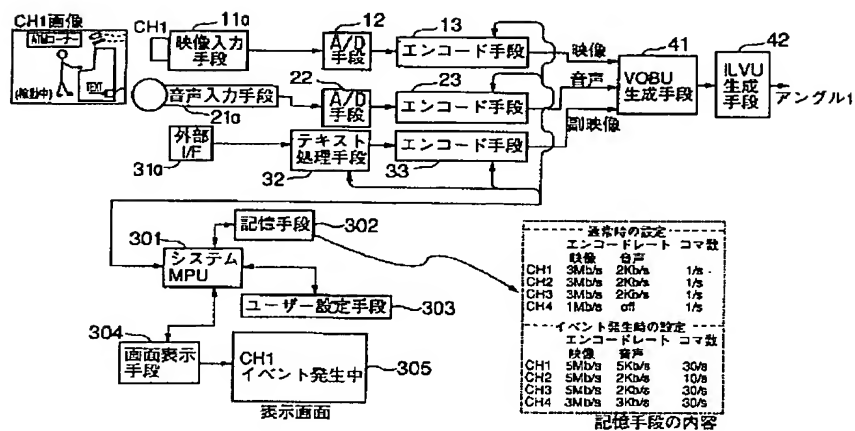 CH1画像
ATMコーナー
TEXT
(稼動中)
CH1
11a
映像入力手段
12
A/D手段
13
エンコード手段
映像
21a
音声入力手段
22
A/D手段
23
エンコード手段
音声
31a
外部I/F
32
テキスト処理手段
33
エンコード手段
副映像
41
VOBU生成手段
42
ILVU生成手段
アングル1
301
システムMPU
302
記憶手段
303
ユーザー設定手段
304
画面表示手段
305
CH1
イベント発生中
表示画面
通常時の設定
エンコードレート コマ数
映像 音声
CH1 3Mb/s 2Kb/s 1/s
CH2 3Mb/s 2Kb/s 1/s
CH3 3Mb/s 2Kb/s 1/s
CH4 1Mb/s off 1/s
イベント発生時の設定
エンコードレート コマ数
映像 音声
CH1 5Mb/s 5Kb/s 30/s
CH2 5Mb/s 2Kb/s 10/s
CH3 5Mb/s 2Kb/s 30/s
CH4 3Mb/s 3Kb/s 30/s
記憶手段の内容